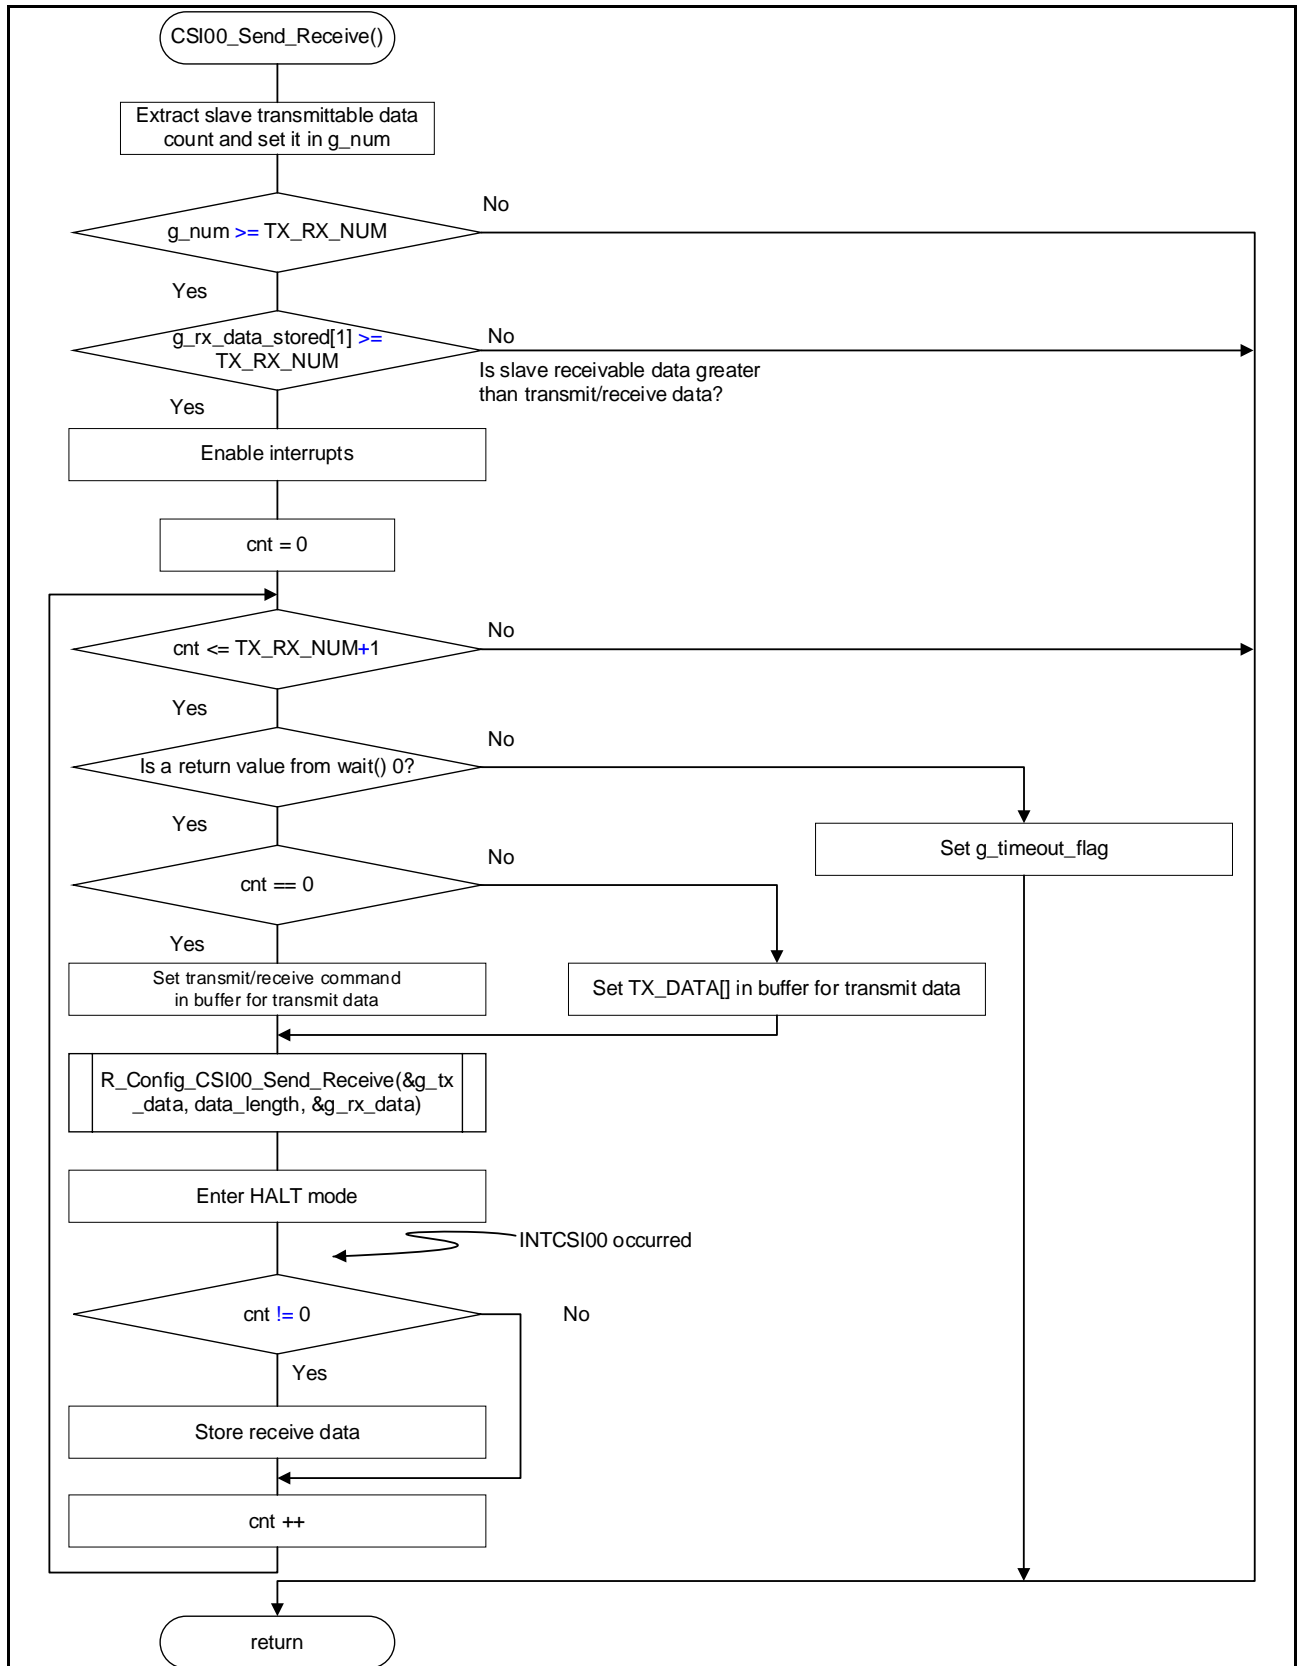 CSI00_Send_Receive()
Extract slave transmittable data
count and set it in g_num
No
g_num >= TX_RX_NUM
Yes
g_rx_data_stored[1] >=
TX_RX_NUM
No
Is slave receivable data greater
than transmit/receive data?
Yes
Enable interrupts
cnt = 0
No
cnt <= TX_RX_NUM+1
Yes
No
Is a return value from wait() 0?
Yes
Set g_timeout_flag
No
cnt == 0
Yes
Set transmit/receive command
in buffer for transmit data
Set TX_DATA[] in buffer for transmit data
R_Config_CSI00_Send_Receive(&g_tx
_data, data_length, &g_rx_data)
Enter HALT mode
INTCSI00 occurred
cnt != 0
No
Yes
Store receive data
cnt ++
return